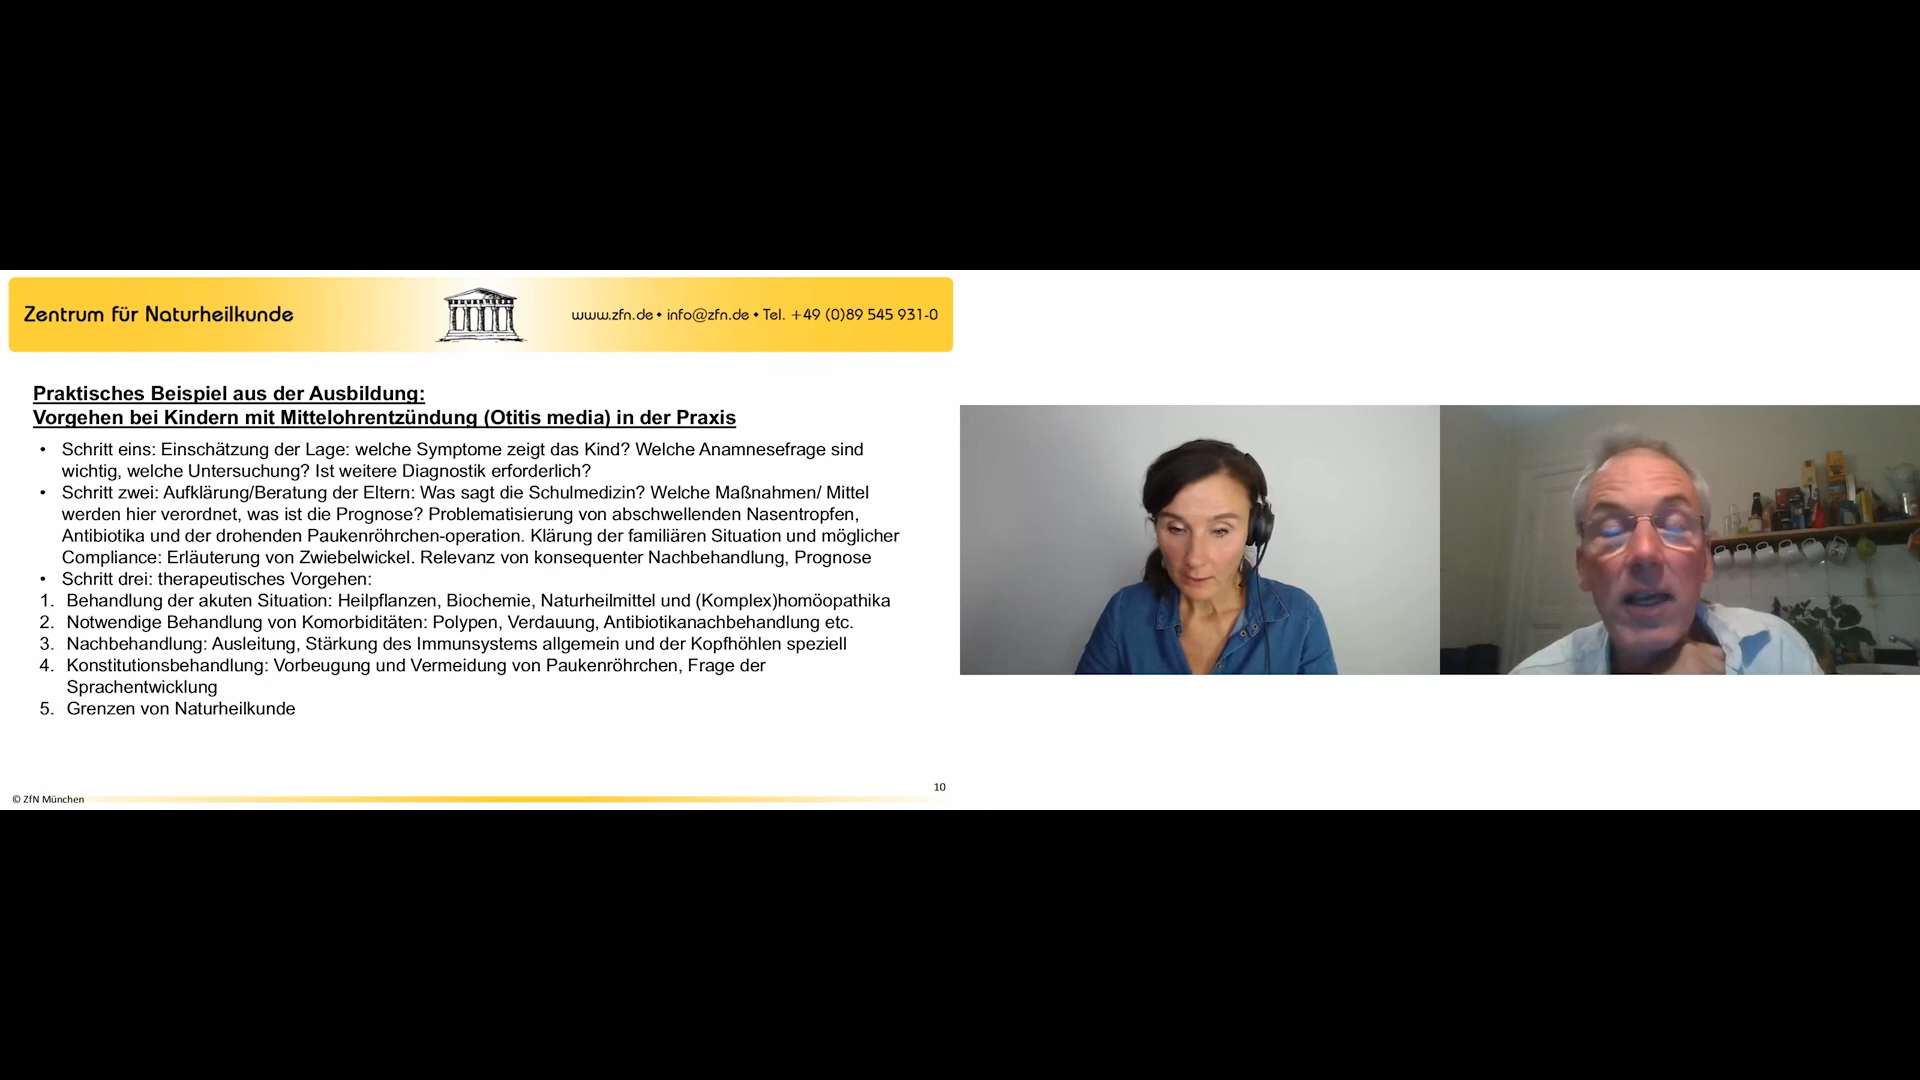 Zentrum für Naturheilkunde
www.zfn.de • info@zfn.de • Tel. +49 (0)89 545 931-0
Praktisches Beispiel aus der Ausbildung:
Vorgehen bei Kindern mit Mittelohrentzündung (Otitis media) in der Praxis
• Schritt eins: Einschätzung der Lage: welche Symptome zeigt das Kind? Welche Anamnesefrage sind
wichtig, welche Untersuchung? Ist weitere Diagnostik erforderlich?
• Schritt zwei: Aufklärung/Beratung der Eltern: Was sagt die Schulmedizin? Welche Maßnahmen/ Mittel
werden hier verordnet, was ist die Prognose? Problematisierung von abschwellenden Nasentropfen,
Antibiotika und der drohenden Paukenröhrchen-operation. Klärung der familiären Situation und möglicher
Compliance: Erläuterung von Zwiebelwickel. Relevanz von konsequenter Nachbehandlung, Prognose
• Schritt drei: therapeutisches Vorgehen:
1. Behandlung der akuten Situation: Heilpflanzen, Biochemie, Naturheilmittel und (Komplex)homöopathika
2. Notwendige Behandlung von Komorbiditäten: Polypen, Verdauung, Antibiotikanachbehandlung etc.
3. Nachbehandlung: Ausleitung, Stärkung des Immunsystems allgemein und der Kopfhöhlen speziell
4. Konstitutionsbehandlung: Vorbeugung und Vermeidung von Paukenröhrchen, Frage der
Sprachentwicklung
5. Grenzen von Naturheilkunde
10
© ZfN München